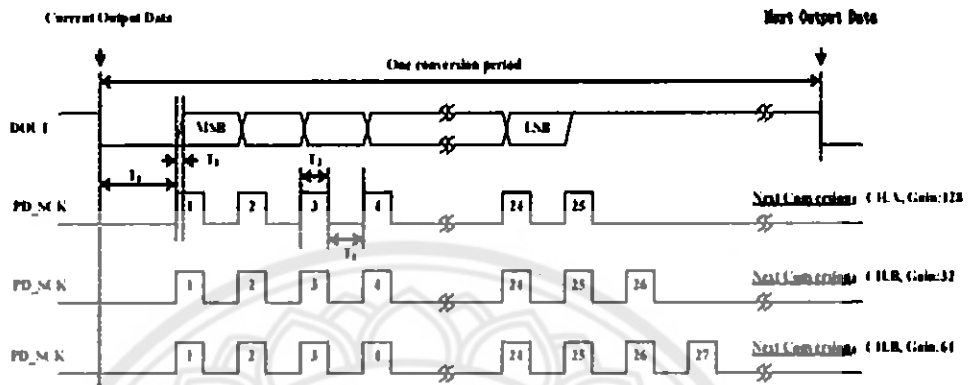 Current Output Data Next Output Data
One conversion period
DOUT MSB LSB
T₂ T₃
T₁
PD_SCK 1 2 3 4 24 25 Next Conversion: CH.A, Gain:128
T₄
PD_SCK 1 2 3 4 24 25 26 Next Conversion: CH.B, Gain:32
PD_SCK 1 2 3 4 24 25 26 27 Next Conversion: CH.B, Gain:64